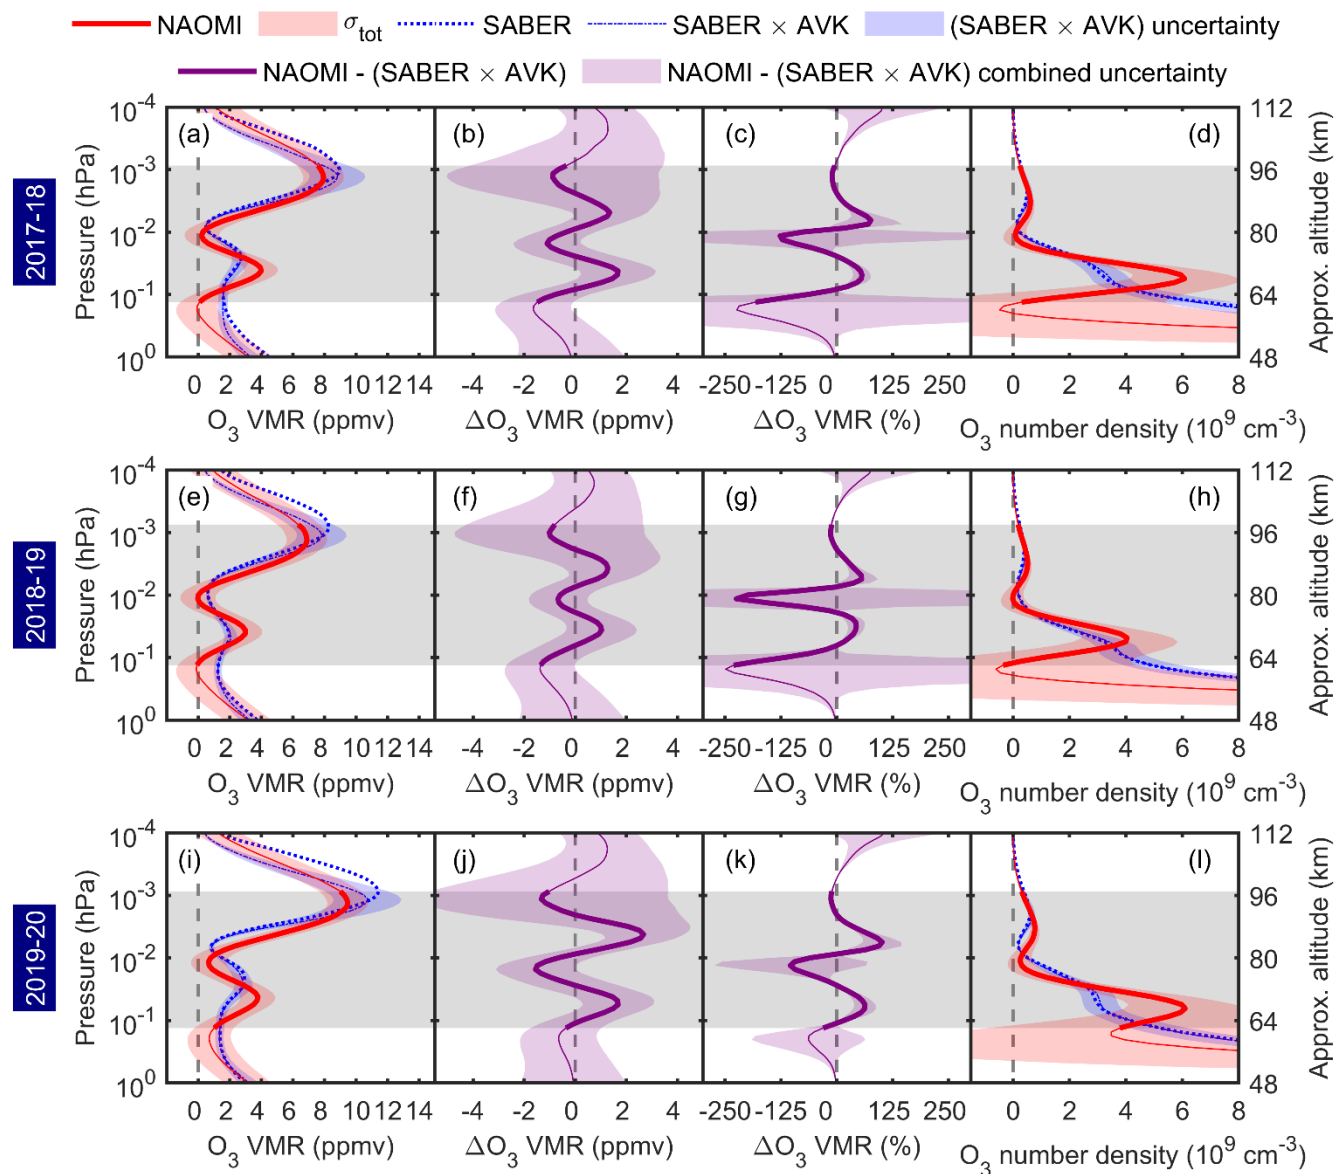 NAOMI σtot SABER SABER × AVK (SABER × AVK) uncertainty
NAOMI - (SABER × AVK) NAOMI - (SABER × AVK) combined uncertainty
2017-18
Pressure (hPa)
10-4
10-3
10-2
10-1
100
(a) (b) (c) (d)
112
96
80
64
48
Approx. altitude (km)
0 2 4 6 8 10 12 14
-4 -2 0 2 4
-250 -125 0 125 250
0 2 4 6 8
O3 VMR (ppmv) ΔO3 VMR (ppmv) ΔO3 VMR (%) O3 number density (10^9 cm-3)
2018-19
Pressure (hPa)
10-4
10-3
10-2
10-1
100
(e) (f) (g) (h)
112
96
80
64
48
Approx. altitude (km)
0 2 4 6 8 10 12 14
-4 -2 0 2 4
-250 -125 0 125 250
0 2 4 6 8
O3 VMR (ppmv) ΔO3 VMR (ppmv) ΔO3 VMR (%) O3 number density (10^9 cm-3)
2019-20
Pressure (hPa)
10-4
10-3
10-2
10-1
100
(i) (j) (k) (l)
112
96
80
64
48
Approx. altitude (km)
0 2 4 6 8 10 12 14
-4 -2 0 2 4
-250 -125 0 125 250
0 2 4 6 8
O3 VMR (ppmv) ΔO3 VMR (ppmv) ΔO3 VMR (%) O3 number density (10^9 cm-3)